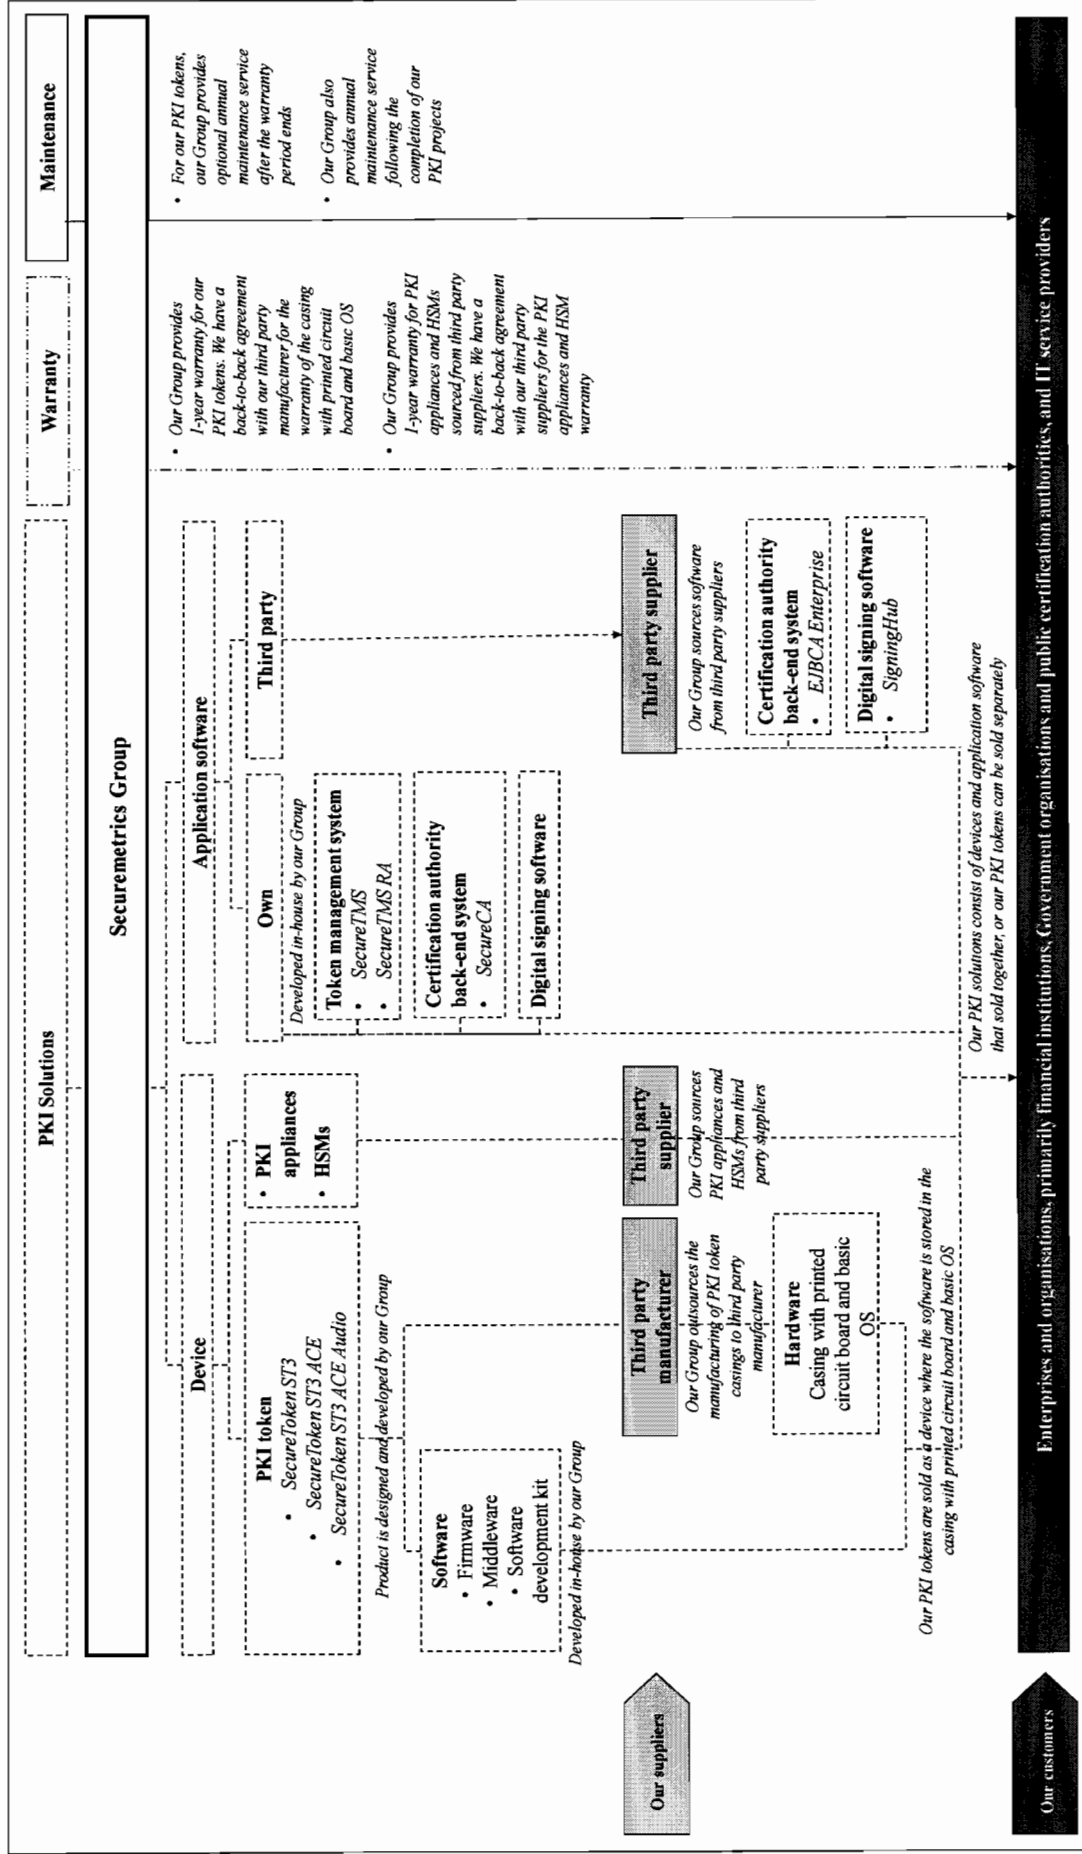 PKI Solutions
Warranty
Maintenance
Securemetrics Group
Device
Application software
PKI token
• SecureToken ST3
• SecureToken ST3 ACE
• SecureToken ST3 ACE Audio
• PKI
appliances
• HSMs
Own
Third party
Product is designed and developed by our Group
Software
• Firmware
• Middleware
• Software
development kit
Developed in-house by our Group
Developed in-house by our Group
Token management system
• SecureTMS
• SecureTMS RA
Certification authority
back-end system
• SecureCA
Digital signing software
• Our Group provides
1-year warranty for our
PKI tokens. We have a
back-to-back agreement
with our third party
manufacturer for the
warranty of the casing
with printed circuit
board and basic OS
• Our Group provides
1-year warranty for PKI
appliances and HSMs
sourced from third party
suppliers. We have a
back-to-back agreement
with our third party
suppliers for the PKI
appliances and HSM
warranty
• For our PKI tokens,
our Group provides
optional annual
maintenance service
after the warranty
period ends
• Our Group also
provides annual
maintenance service
following the
completion of our
PKI projects
Our suppliers
Third party
manufacturer
Our Group outsources the
manufacturing of PKI token
casings to third party
manufacturer
Hardware
Casing with printed
circuit board and basic
OS
Third party
supplier
Our Group sources
PKI appliances and
HSMs from third
party suppliers
Third party supplier
Our Group sources software
from third party suppliers
Certification authority
back-end system
• EJBCA Enterprise
Digital signing software
• SigningHub
Our PKI tokens are sold as a device where the software is stored in the
casing with printed circuit board and basic OS
Our PKI solutions consist of devices and application software
that sold together, or our PKI tokens can be sold separately
Our customers
Enterprises and organisations, primarily financial institutions, Government organisations and public certification authorities, and IT service providers